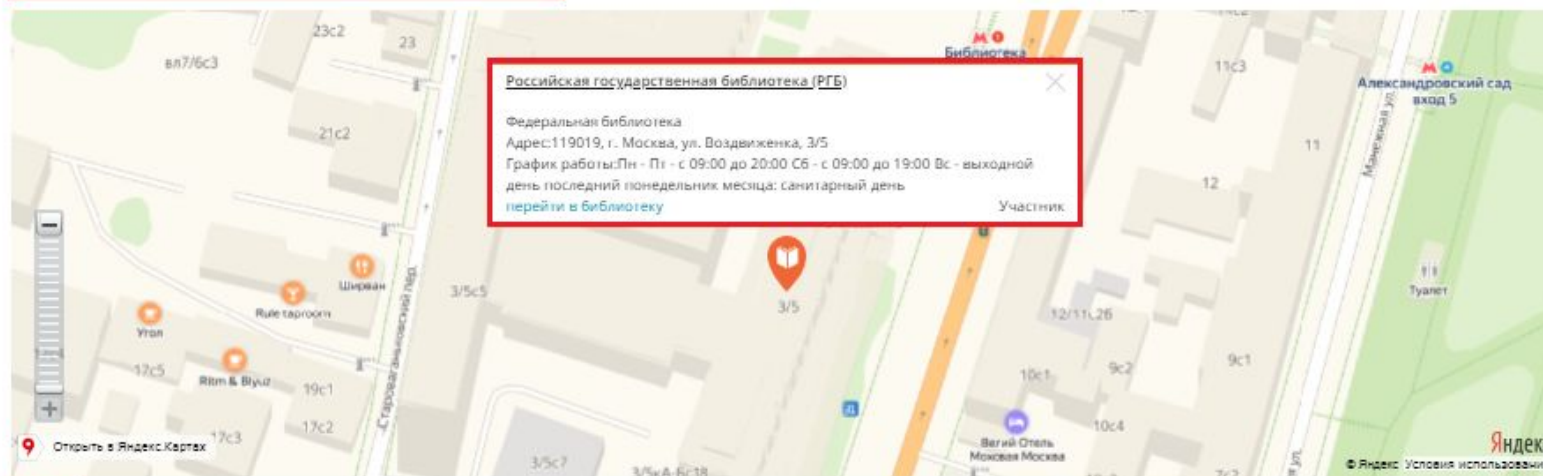 23с2
23
вл7/6с3
Библиотека
11с3
Александровский сад
вход 5
Российская государственная библиотека (РГБ)
Федеральная библиотека
Адрес:119019, г. Москва, ул. Воздвиженка, 3/5
График работы:Пн - Пт - с 09:00 до 20:00 Сб - с 09:00 до 19:00 Вс - выходной
день последний понедельник месяца: санитарный день
перейти в библиотеку
Участник
21с2
11
Манежная ул.
12
Ширван
Rule taproom
Староваганьковский пер.
3/5с5
3/5
Туалет
Угол
17с5
Ritm & Blyuz
19с1
10с1
9с2
9с1
17с2
17с3
10с4
Вегий Отель
Моховая Москва
3/5с7
7с2
Открыть в Яндекс.Картах
Яндек
© Яндекс Условия использовани